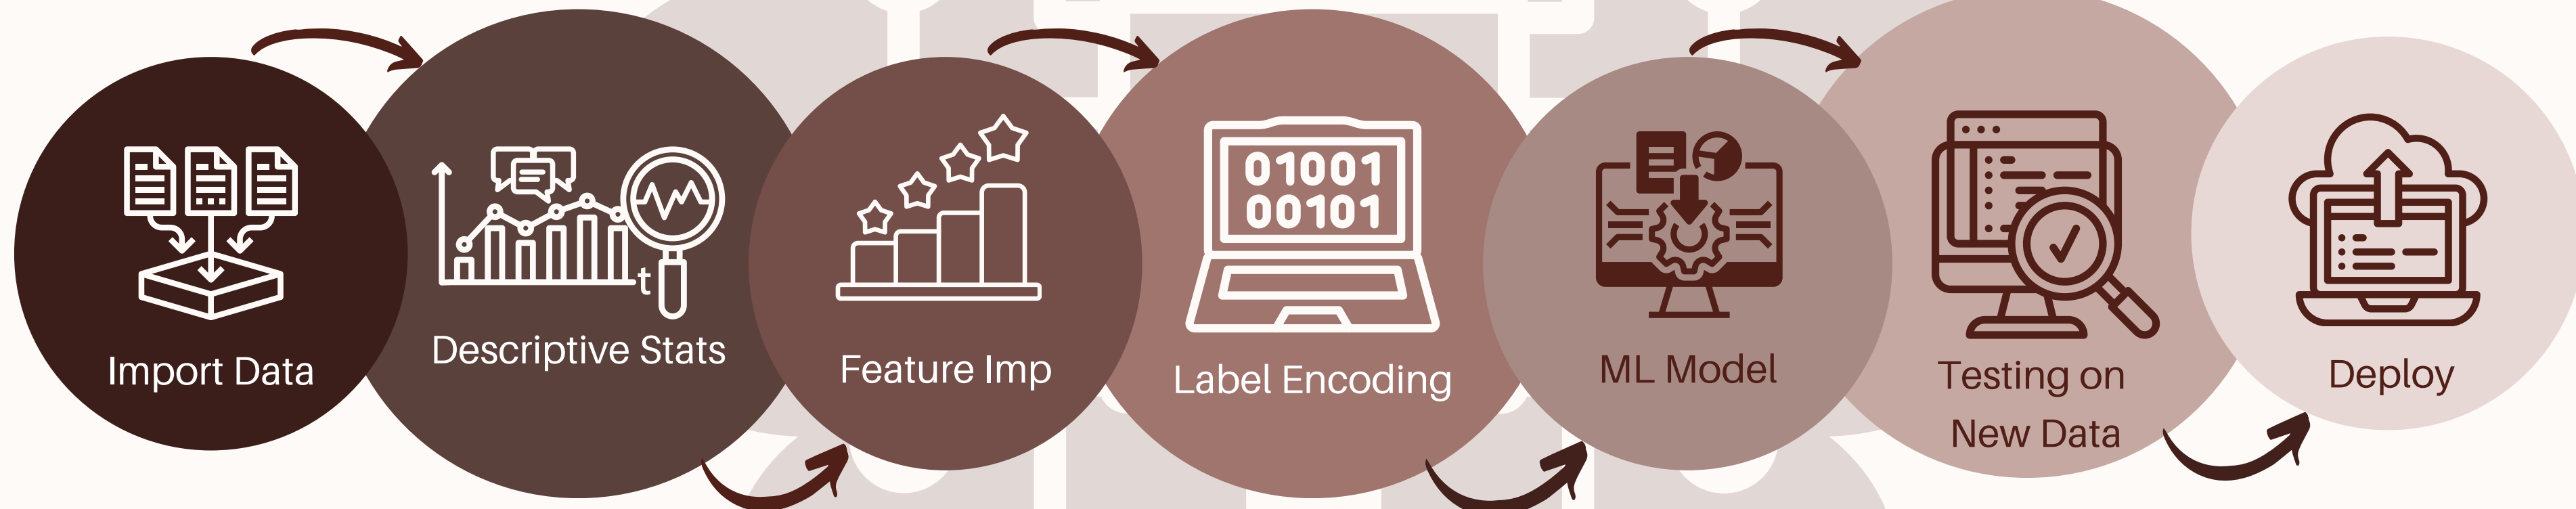 Import Data
t
Descriptive Stats
Feature Imp
01001
00101
Label Encoding
ML Model
Testing on
New Data
Deploy